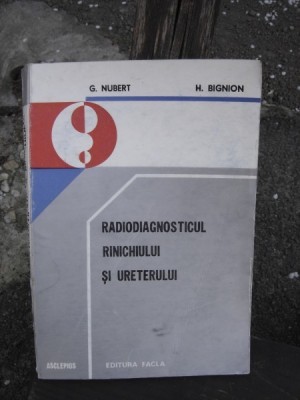 G. NUBERT H. BIGNION
RADIODIAGNOSTICUL
RINICHIULUI
ȘI URETERULUI
ASCLEPIOS EDITURA FACLA